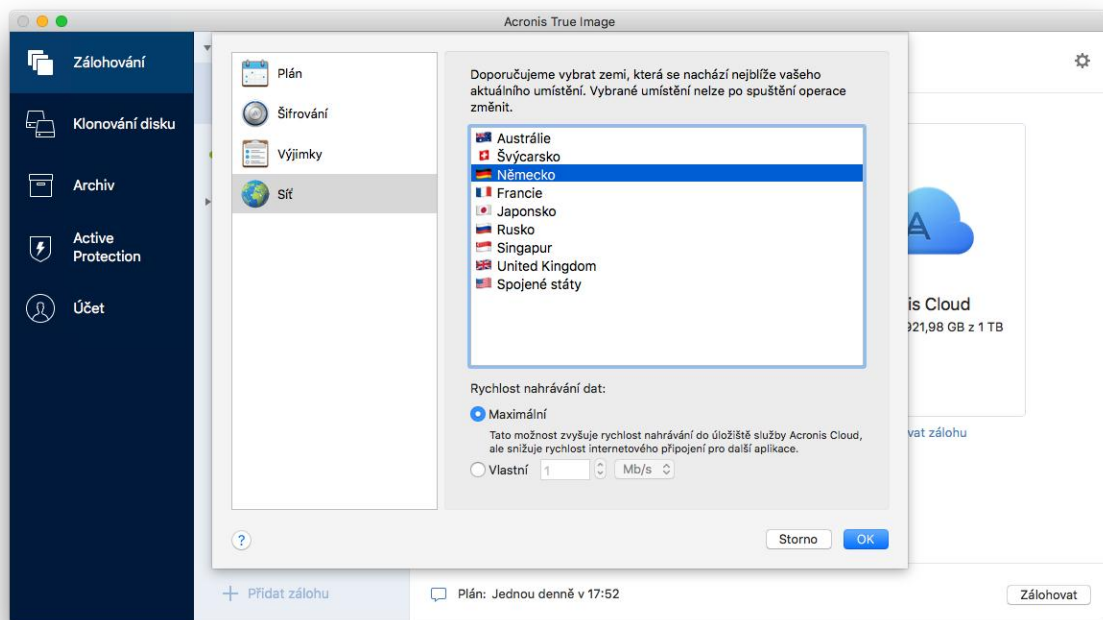 Acronis True Image
Zálohování
Klonování disku
Archiv
Active
Protection
Účet
Plán
Šifrování
Výjimky
Síť
Doporučujeme vybrat zemi, která se nachází nejblíže vašeho
aktuálního umístění. Vybrané umístění nelze po spuštění operace
změnit.
Austrálie
Švýcarsko
Německo
Francie
Japonsko
Rusko
Singapur
United Kingdom
Spojené státy
Rychlost nahrávání dat:
Maximální
Tato možnost zvyšuje rychlost nahrávání do úložiště služby Acronis Cloud,
ale snižuje rychlost internetového připojení pro další aplikace.
Vlastní 1 Mb/s
? Storno OK
is Cloud
921,98 GB z 1 TB
vat zálohu
Přidat zálohu
Plán: Jednou denně v 17:52
Zálohovat